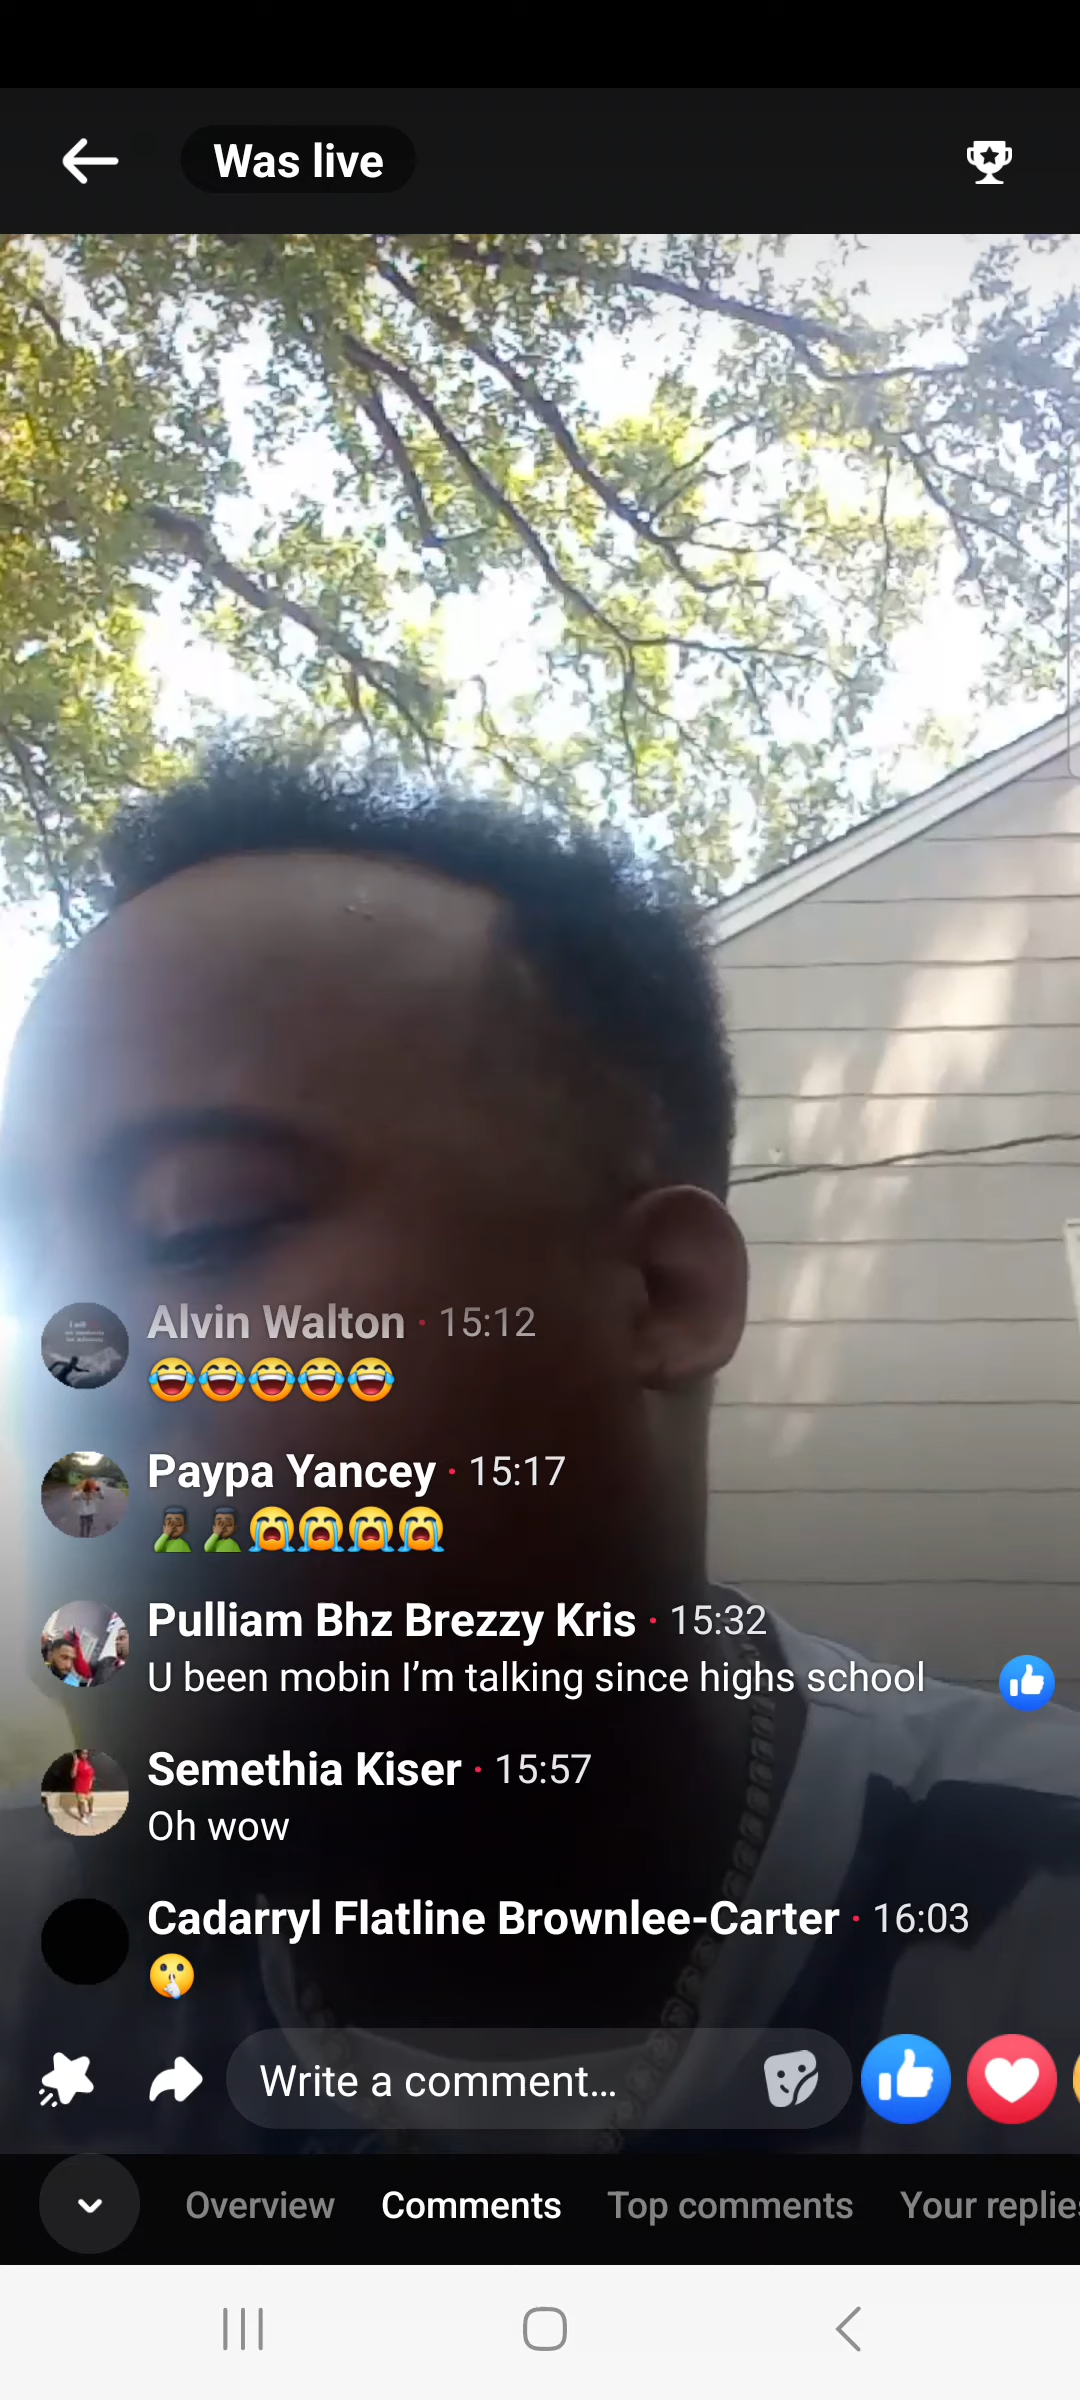 Was live
Alvin Walton · 15:12
😂😂😂😂😂
Paypa Yancey · 15:17
🤦🏾‍♂️🤦🏾‍♂️😭😭😭😭
Pulliam Bhz Brezzy Kris · 15:32
U been mobin I’m talking since highs school
Semethia Kiser · 15:57
Oh wow
Cadarryl Flatline Brownlee-Carter · 16:03
🤫
Write a comment…
Overview Comments Top comments Your replies